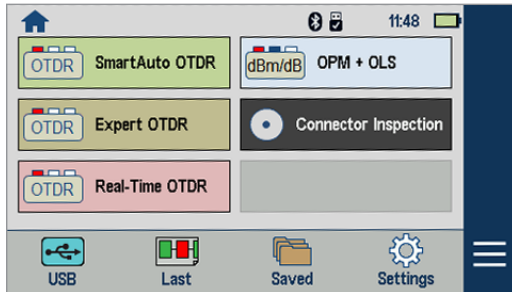 11:48
OTDR SmartAuto OTDR
dBm/dB OPM + OLS
OTDR Expert OTDR
Connector Inspection
OTDR Real-Time OTDR
USB Last Saved Settings